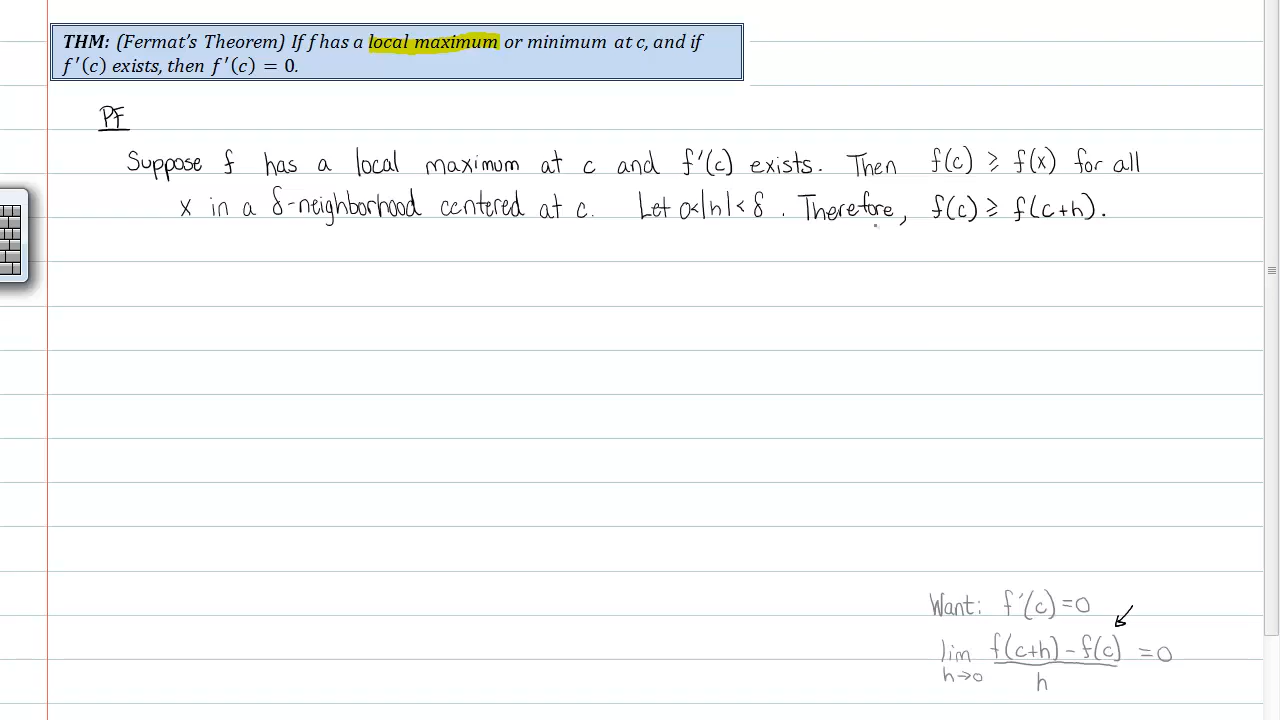 THM: (Fermat's Theorem) If f has a local maximum or minimum at c, and if
f'(c) exists, then f'(c) = 0.
PF
Suppose f has a local maximum at c and f'(c) exists. Then f(c) ≥ f(x) for all
x in a δ-neighborhood centered at c. Let 0<|h|<δ. Therefore, f(c) ≥ f(c+h).
Want: f'(c)=0
lim h→0 f(c+h) - f(c) / h = 0